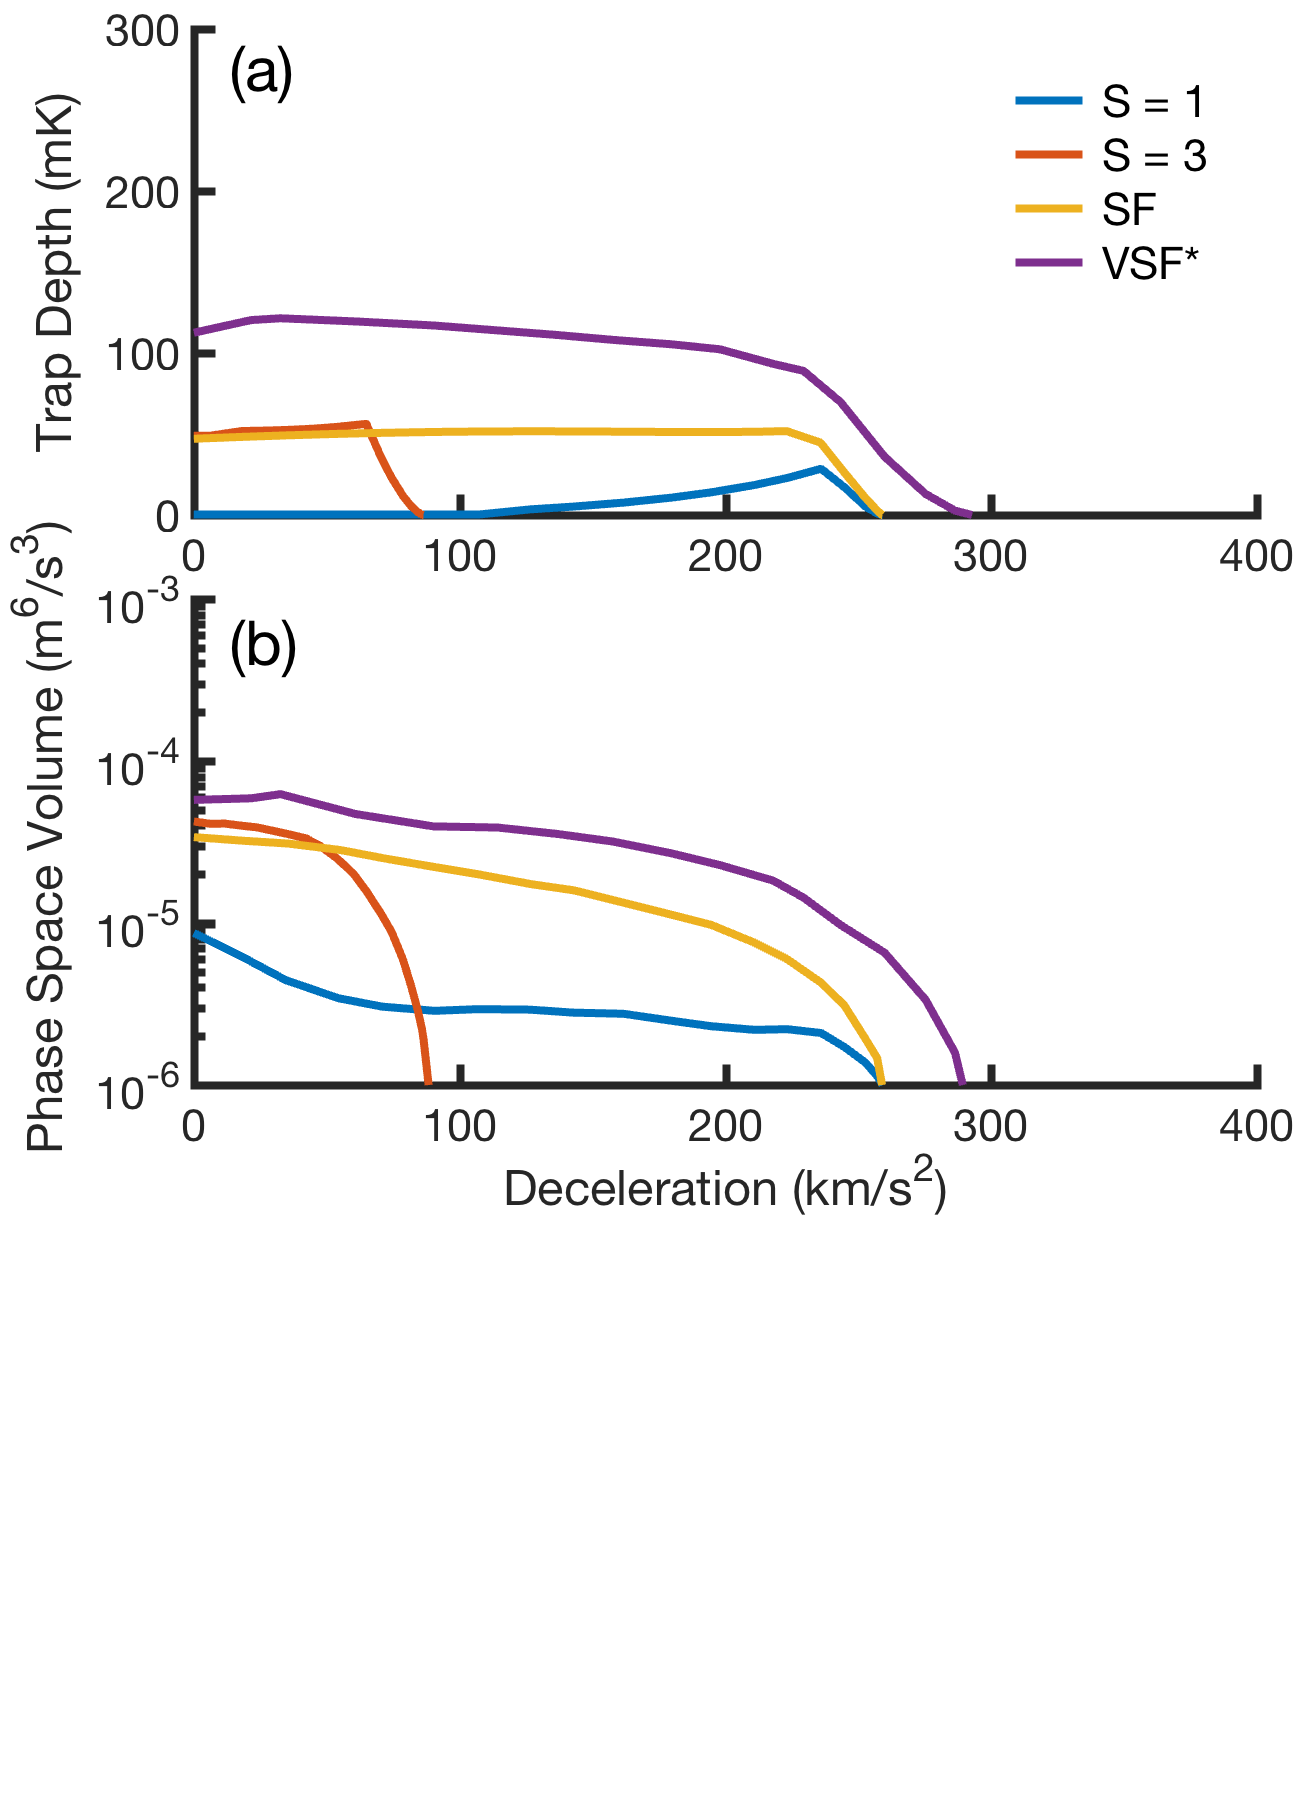 (a)
Trap Depth (mK)
300
200
100
0
S = 1
S = 3
SF
VSF*
0 100 200 300 400
(b)
Phase Space Volume (m^6/s^3)
10^-3
10^-4
10^-5
10^-6
0 100 200 300 400
Deceleration (km/s^2)